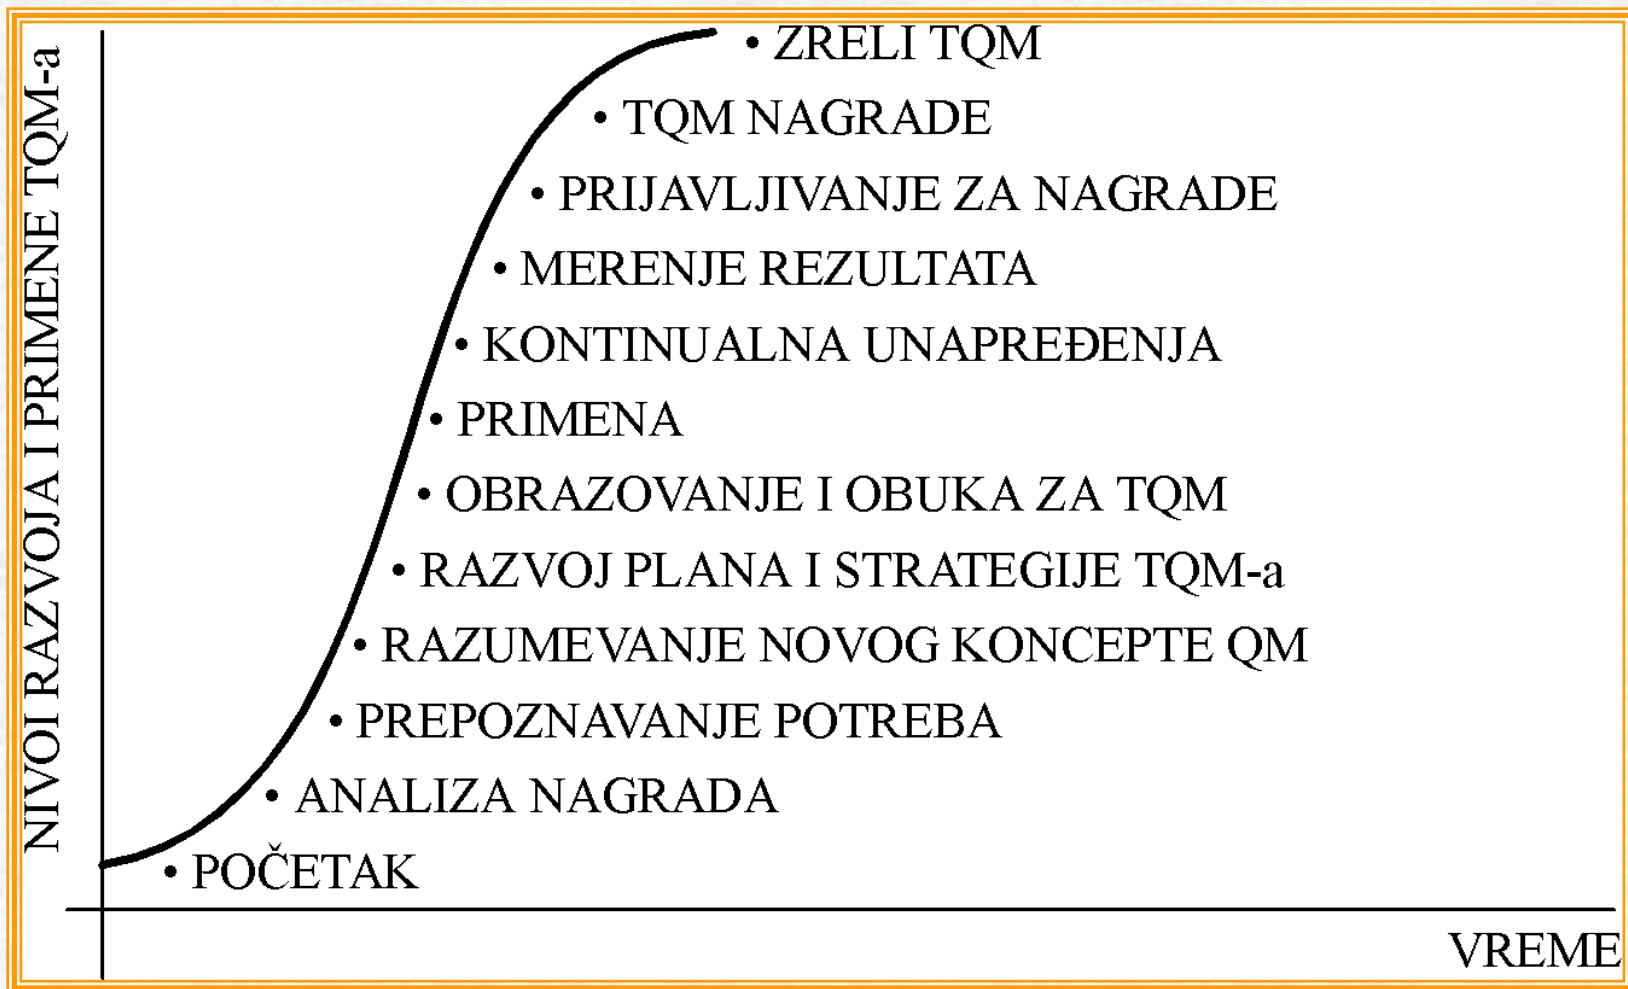 NIVOI RAZVOJA I PRIMENE TQM-a
• ZRELI TQM
• TQM NAGRADE
• PRIJAVLJIVANJE ZA NAGRADE
• MERENJE REZULTATA
• KONTINUALNA UNAPREĐENJA
• PRIMENA
• OBRAZOVANJE I OBUKA ZA TQM
• RAZVOJ PLANA I STRATEGIJE TQM-a
• RAZUMEVANJE NOVOG KONCEPTE QM
• PREPOZNAVANJE POTREBA
• ANALIZA NAGRADA
• POČETAK
VREME